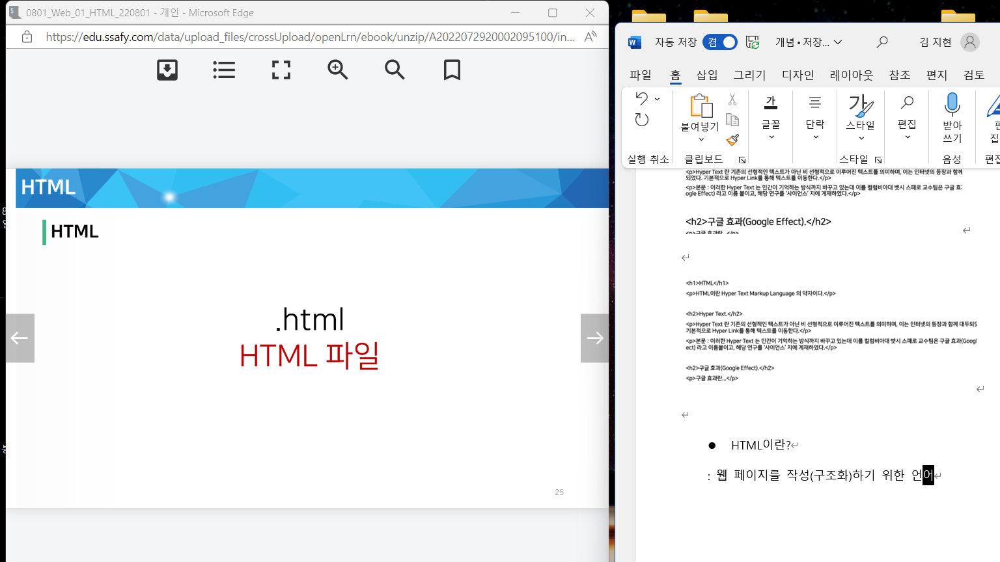 0801_Web_01_HTML_220801 - 개인 - Microsoft Edge
https://edu.ssafy.com/data/upload_files/crossUpload/openLrn/ebook/unzip/A2022072920002095100/in...
HTML
HTML
.html
HTML 파일
25
자동 저장 켬 개념 • 저장... 김 지현
파일 홈 삽입 그리기 디자인 레이아웃 참조 편지 검토
붙여넣기 글꼴 단락 스타일 편집 받아쓰기
실행 취소 클립보드 스타일 음성
<p>Hyper Text 란 기존의 선형적인 텍스트가 아닌 비 선형적으로 이루어진 텍스트를 의미하며, 이는 인터넷의 등장과 함께
되었다. 기본적으로 Hyper Link를 통해 텍스트를 이동한다.</p>
<p>본문 : 이러한 Hyper Text 는 인간이 기억하는 방식까지 바꾸고 있는데 이를 컬럼비아대 벳시 스패로 교수팀은 구글 효
ogle Effect) 라고 이름 붙이고, 해당 연구를 '사이언스' 지에 게재하였다.</p>
<h2>구글 효과(Google Effect).</h2>
<h1>HTML</h1>
<p>HTML이란 Hyper Text Markup Language 의 약자이다.</p>
<h2>Hyper Text.</h2>
<p>Hyper Text 란 기존의 선형적인 텍스트가 아닌 비 선형적으로 이루어진 텍스트를 의미하며, 이는 인터넷의 등장과 함께 대두되었
기본적으로 Hyper Link를 통해 텍스트를 이동한다.</p>
<p>본문 : 이러한 Hyper Text 는 인간이 기억하는 방식까지 바꾸고 있는데 이를 컬럼비아대 벳시 스패로 교수팀은 구글 효과(Googl
ect) 라고 이름붙이고, 해당 연구를 '사이언스' 지에 게재하였다.</p>
<h2>구글 효과(Google Effect).</h2>
<p>구글 효과란...</p>
● HTML이란?
: 웹 페이지를 작성(구조화)하기 위한 언어